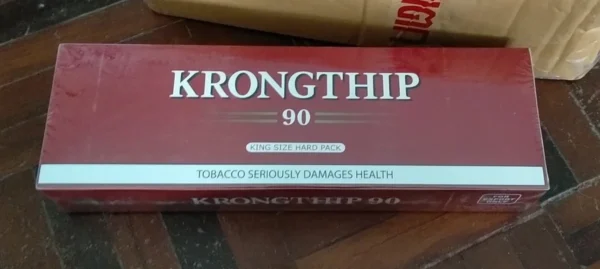 KRONGTHIP
90
KING SIZE HARD PACK
TOBACCO SERIOUSLY DAMAGES HEALTH
KRONGTHIP 90